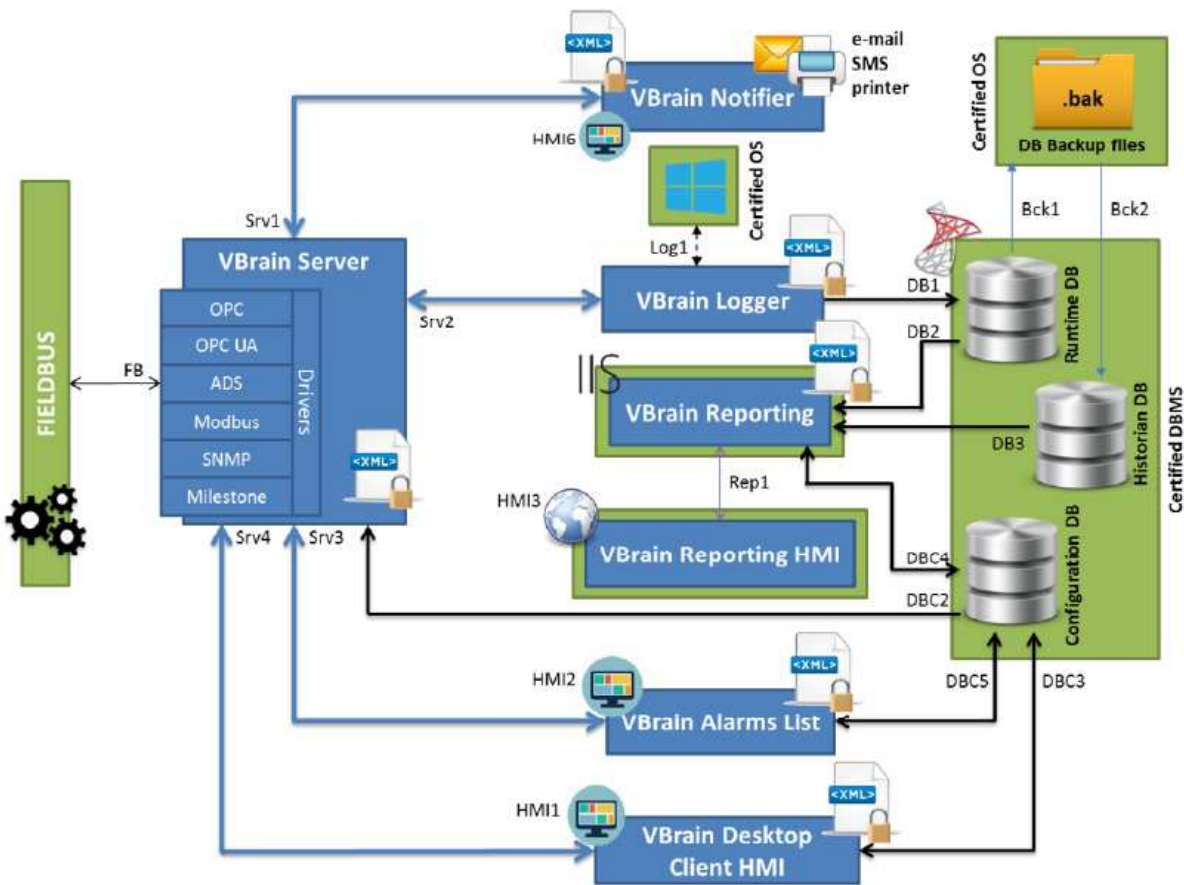 <XML>
e-mail
SMS
printer
VBrain Notifier
HMI6
Certified OS
.bak
DB Backup files
Certified OS
Bck1
Bck2
Srv1
Log1
VBrain Server
<XML>
VBrain Logger
Srv2
DB1
DB2
Runtime DB
OPC
OPC UA
ADS
Modbus
SNMP
Milestone
Drivers
FIELDBUS
FB
<XML>
IIS
<XML>
VBrain Reporting
DB3
Historian DB
Certified DBMS
Rep1
HMI3
VBrain Reporting HMI
Srv4
Srv3
DBC4
DBC2
Configuration DB
DBC5
DBC3
HMI2
<XML>
VBrain Alarms List
HMI1
<XML>
VBrain Desktop
Client HMI